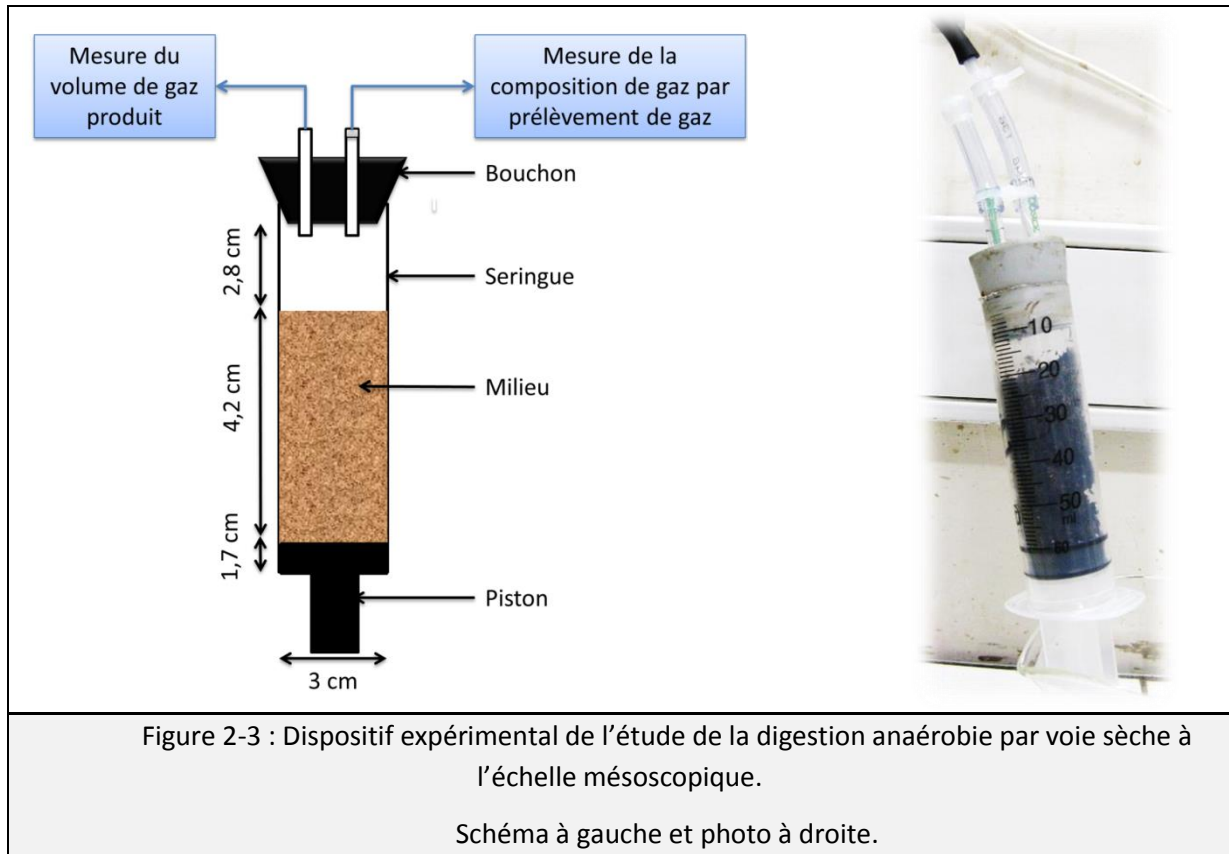 Mesure du
volume de gaz
produit
Mesure de la
composition de gaz par
prélèvement de gaz
Bouchon
2,8 cm
Seringue
4,2 cm
Milieu
1,7 cm
Piston
3 cm
10
20
30
40
50
ml
60
Figure 2-3 : Dispositif expérimental de l’étude de la digestion anaérobie par voie sèche à
l’échelle mésoscopique.
Schéma à gauche et photo à droite.